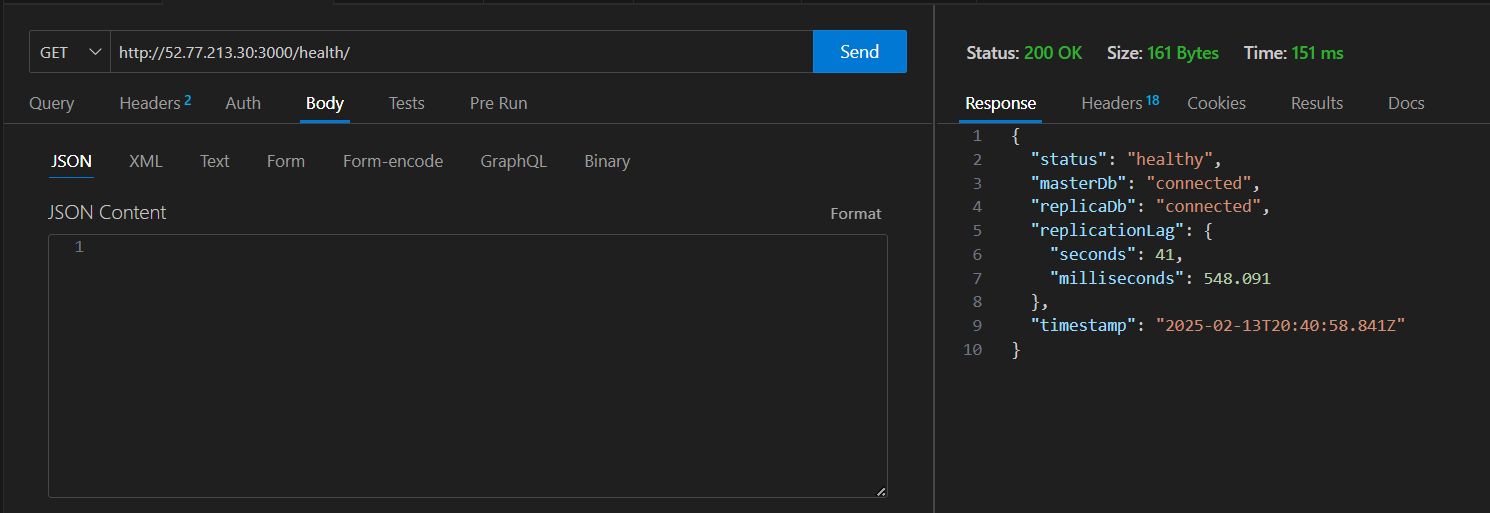 GET http://52.77.213.30:3000/health/ Send
Query Headers 2 Auth Body Tests Pre Run
JSON XML Text Form Form-encode GraphQL Binary
JSON Content Format
1
Status: 200 OK Size: 161 Bytes Time: 151 ms
Response Headers 18 Cookies Results Docs
1 {
2 "status": "healthy",
3 "masterDb": "connected",
4 "replicaDb": "connected",
5 "replicationLag": {
6 "seconds": 41,
7 "milliseconds": 548.091
8 },
9 "timestamp": "2025-02-13T20:40:58.841Z"
10 }